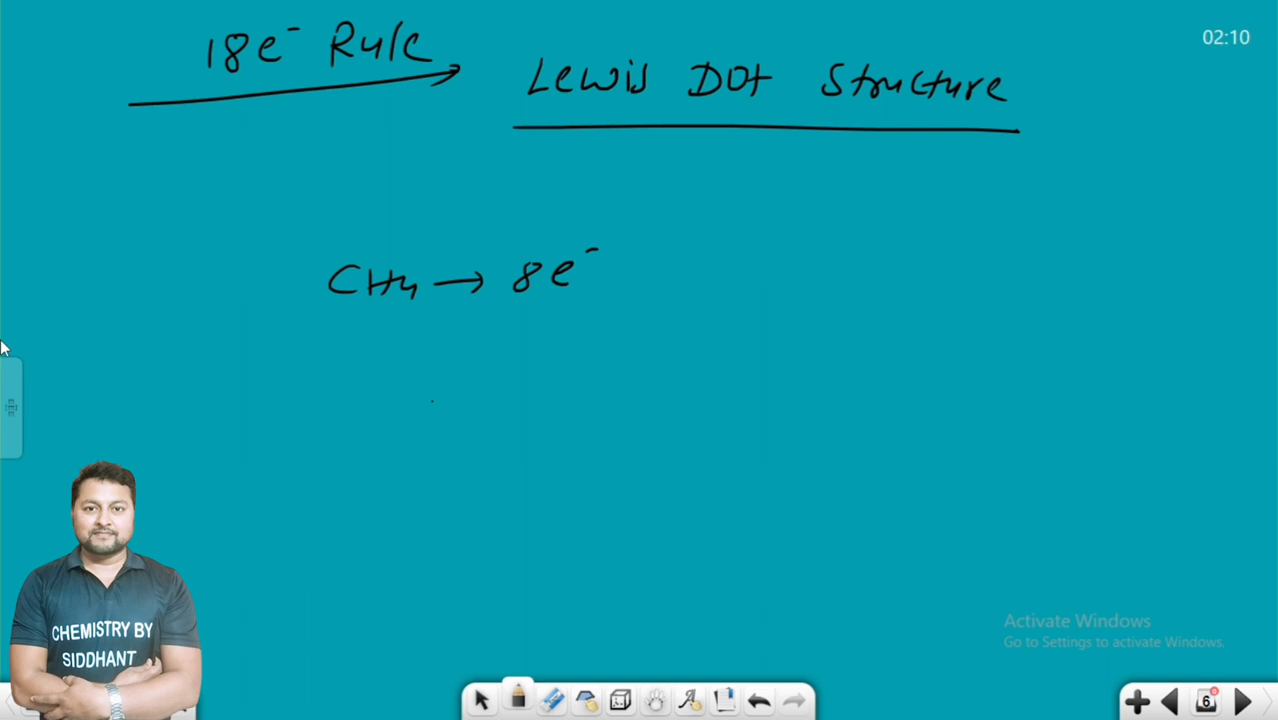 18e⁻ Rule
02:10
Lewis Dot Structure
CH4 → 8e⁻
CHEMISTRY BY
SIDDHANT
Activate Windows
Go to Settings to activate Windows.
6